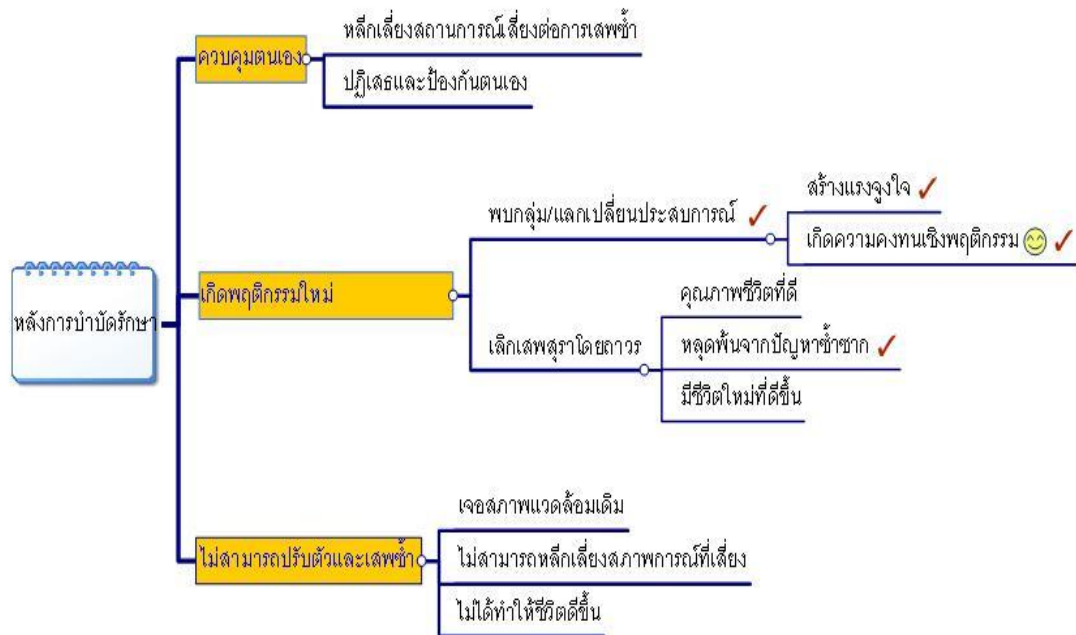 หลังการบำบัดรักษา
ควบคุมตนเอง
หลีกเลี่ยงสถานการณ์เสี่ยงต่อการเสพซ้ำ
ปฏิเสธและป้องกันตนเอง
เกิดพฤติกรรมใหม่
พบกลุ่ม/แลกเปลี่ยนประสบการณ์
สร้างแรงจูงใจ
เกิดความคงทนเชิงพฤติกรรม
เลิกเสพสุราโดยถาวร
คุณภาพชีวิตที่ดี
หลุดพ้นจากปัญหาซ้ำซาก
มีชีวิตใหม่ที่ดีขึ้น
ไม่สามารถปรับตัวและเสพซ้ำ
เจอสภาพแวดล้อมเดิม
ไม่สามารถหลีกเลี่ยงสภาพการณ์ที่เสี่ยง
ไม่ได้ทำให้ชีวิตดีขึ้น